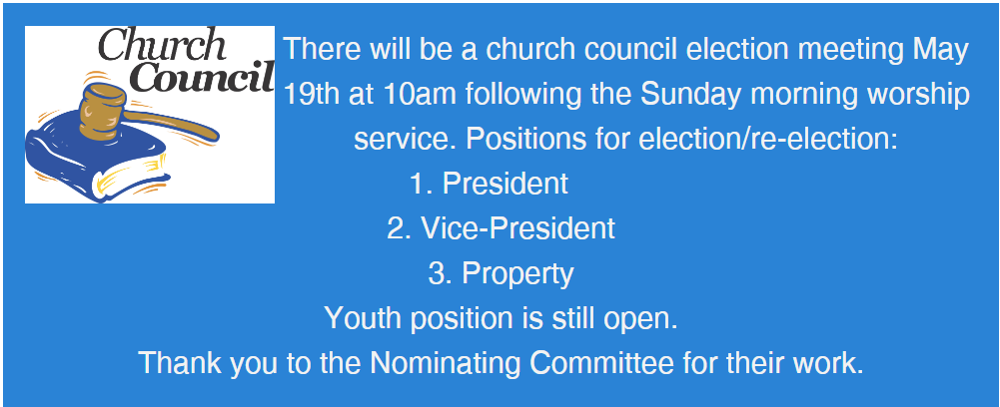 Church
Council
There will be a church council election meeting May
19th at 10am following the Sunday morning worship
service. Positions for election/re-election:
1. President
2. Vice-President
3. Property
Youth position is still open.
Thank you to the Nominating Committee for their work.